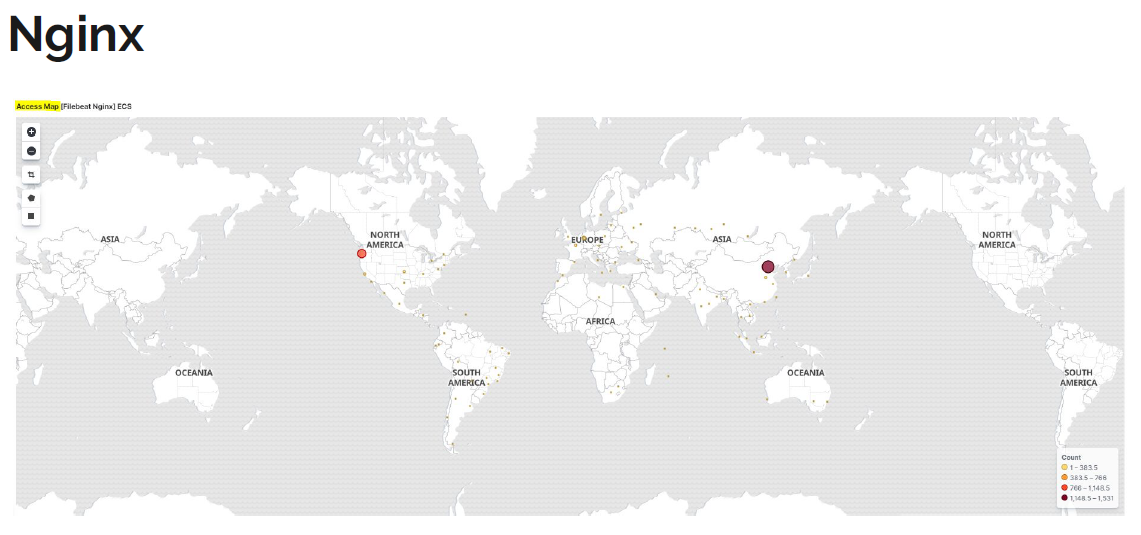 Nginx
Access Map [Filebeat Nginx] ECS
ASIA
NORTH
AMERICA
EUROPE
ASIA
NORTH
AMERICA
AFRICA
OCEANIA
SOUTH
AMERICA
OCEANIA
SOUTH
AMERICA
Count
1 – 383.5
383.5 – 766
766 – 1,148.5
1,148.5 – 1,531